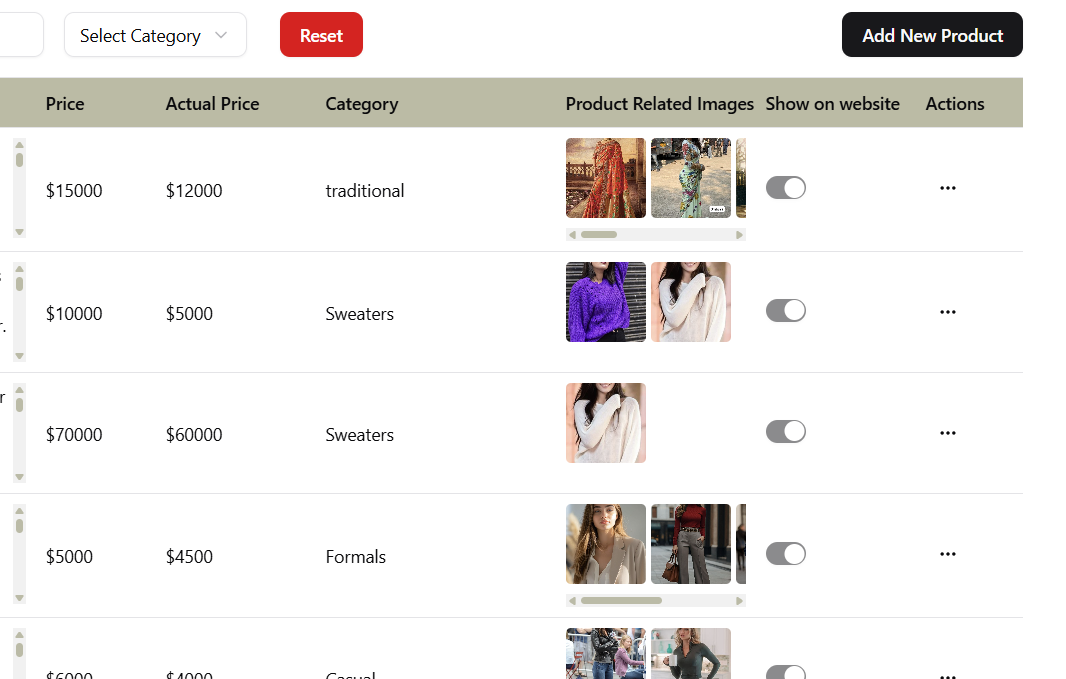 Select Category Reset Add New Product
Price Actual Price Category Product Related Images Show on website Actions
$15000 $12000 traditional
$10000 $5000 Sweaters
r.
r
$70000 $60000 Sweaters
$5000 $4500 Formals
$6000 $4000 Casual